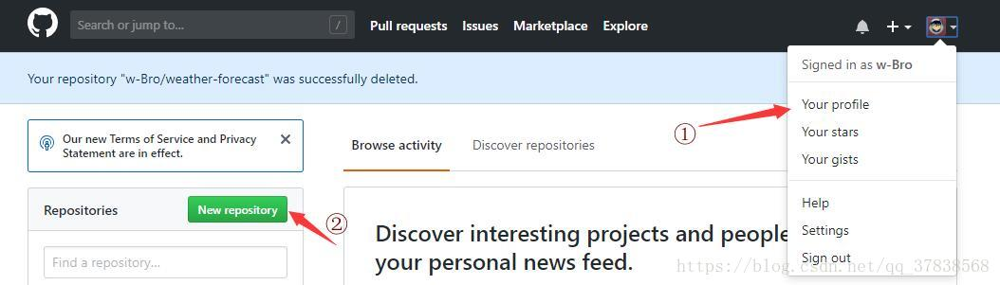 Search or jump to...
/
Pull requests
Issues
Marketplace
Explore
Signed in as w-Bro
Your repository "w-Bro/weather-forecast" was successfully deleted.
Your profile
Your stars
Your gists
Help
Settings
Sign out
①
Our new Terms of Service and Privacy
Statement are in effect.
Browse activity
Discover repositories
Repositories
New repository
②
Find a repository...
Discover interesting projects and people
your personal news feed.
https://blog.csdn.net/qq_37838568